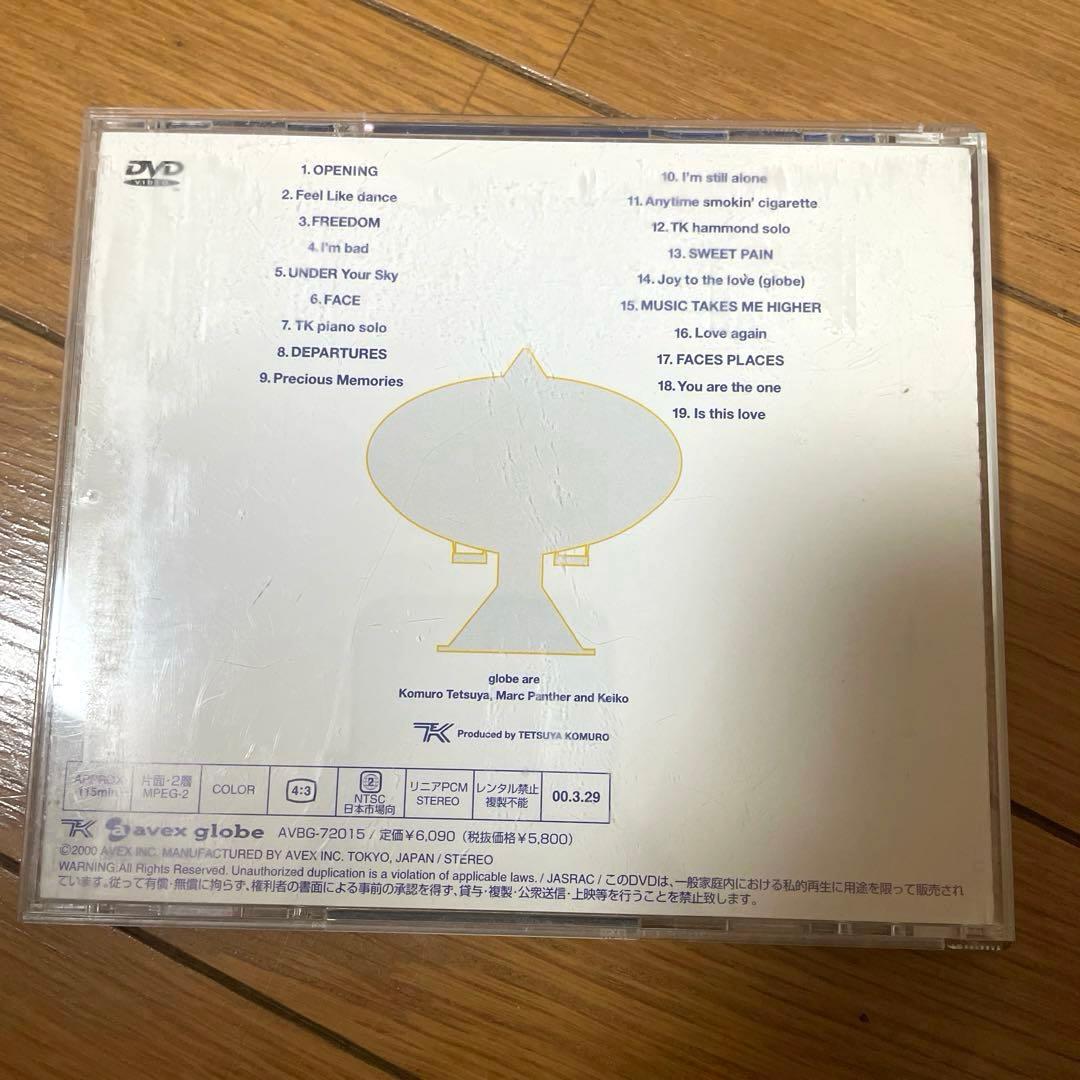 DVD
VIDEO
1. OPENING
2. Feel Like dance
3. FREEDOM
4. I'm bad
5. UNDER Your Sky
6. FACE
7. TK piano solo
8. DEPARTURES
9. Precious Memories
10. I'm still alone
11. Anytime smokin' cigarette
12. TK hammond solo
13. SWEET PAIN
14. Joy to the love (globe)
15. MUSIC TAKES ME HIGHER
16. Love again
17. FACES PLACES
18. You are the one
19. Is this love
globe are
Komuro Tetsuya, Marc Panther and Keiko
TK Produced by TETSUYA KOMURO
APPROX 115min
片面・2層 MPEG-2
COLOR
4:3
2 NTSC 日本市場向
リニアPCM STEREO
レンタル禁止 複製不能
00.3.29
TK a avex globe AVBG-72015 / 定価¥6,090 (税抜価格¥5,800)
©2000 AVEX INC. MANUFACTURED BY AVEX INC. TOKYO, JAPAN / STEREO
WARNING:All Rights Reserved. Unauthorized duplication is a violation of applicable laws. / JASRAC / このDVDは、一般家庭内における私的再生に用途を限って販売され
ています。従って有償・無償に拘らず、権利者の書面による事前の承認を得ず、貸与・複製・公衆送信・上映等を行うことを禁止致します。